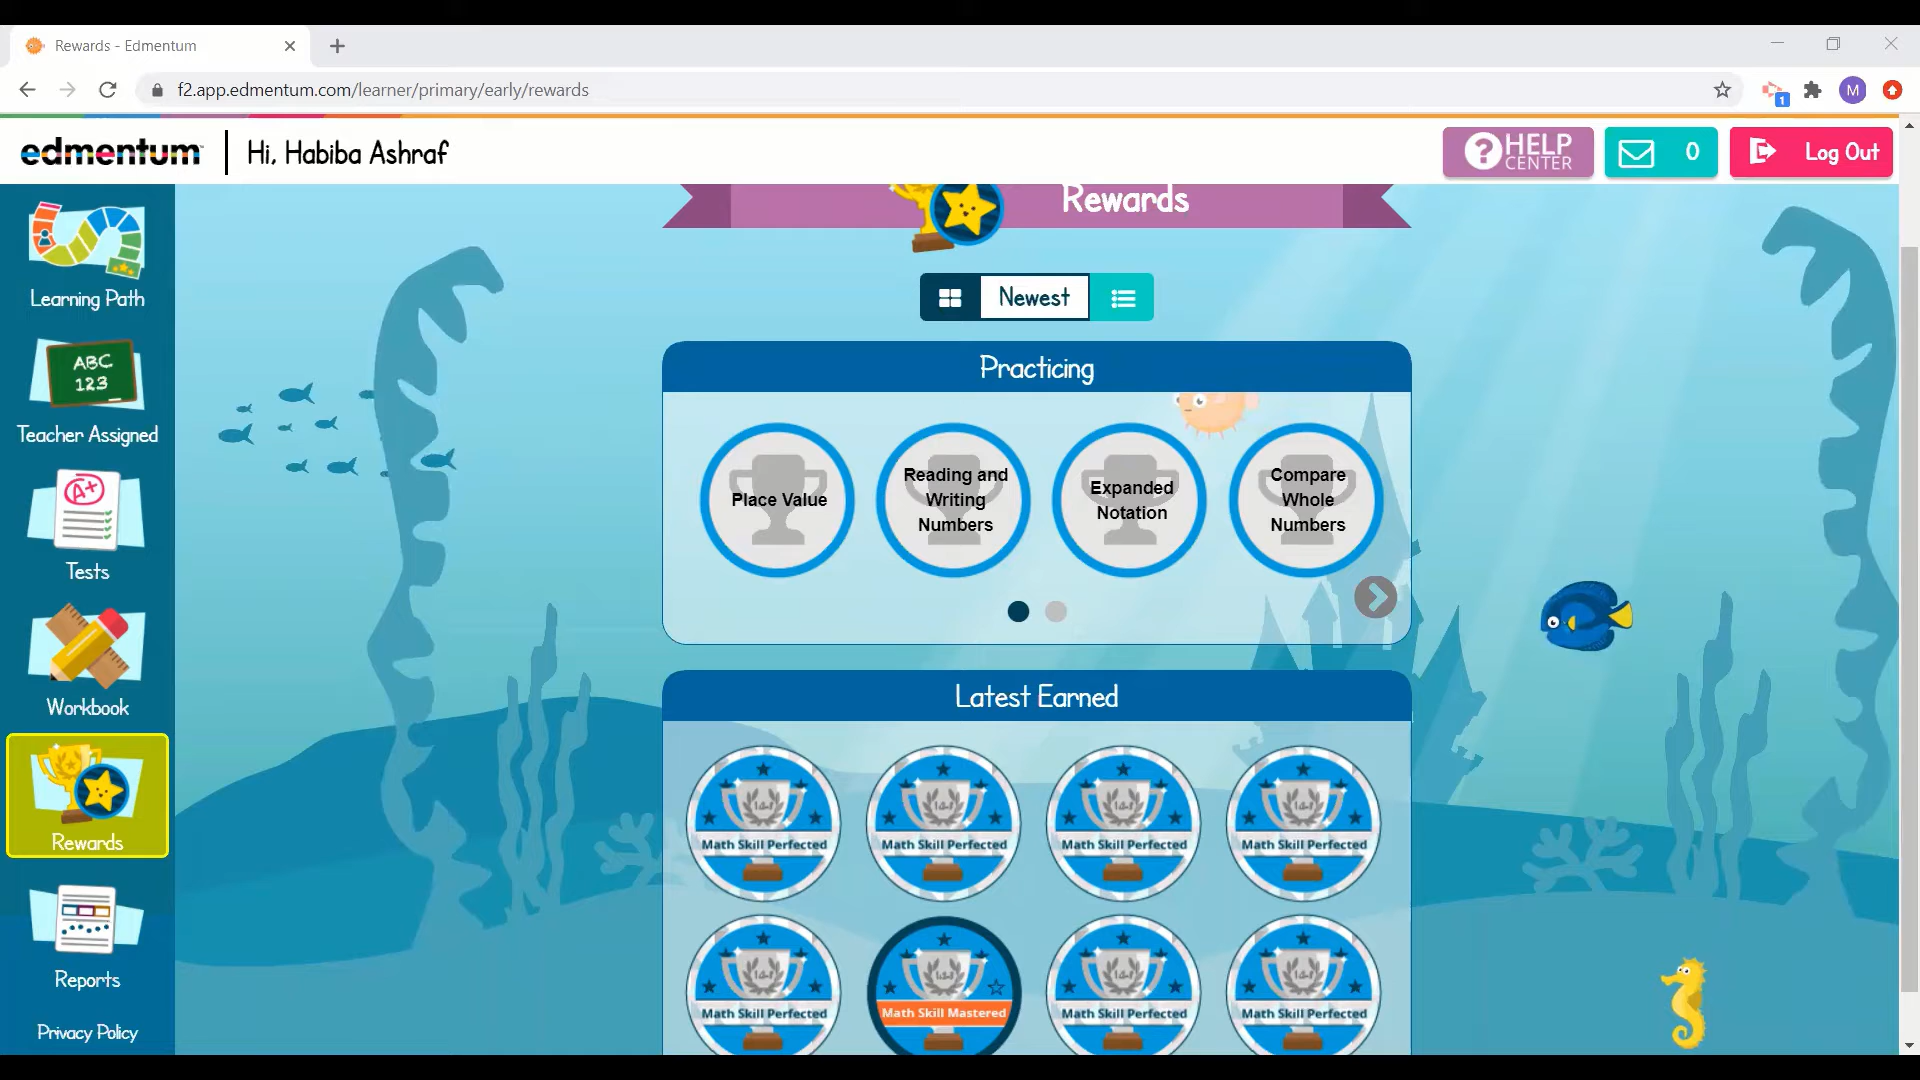 Rewards - Edmentum
f2.app.edmentum.com/learner/primary/early/rewards
M
1
edmentum
Hi, Habiba Ashraf
? HELP CENTER
0
Log Out
Learning Path
ABC
123
Teacher Assigned
A+
Tests
Workbook
Rewards
Reports
Privacy Policy
Rewards
Newest
Practicing
Place Value
Reading and
Writing
Numbers
Expanded
Notation
Compare
Whole
Numbers
Latest Earned
Math Skill Perfected
Math Skill Perfected
Math Skill Perfected
Math Skill Perfected
Math Skill Perfected
Math Skill Mastered
Math Skill Perfected
Math Skill Perfected